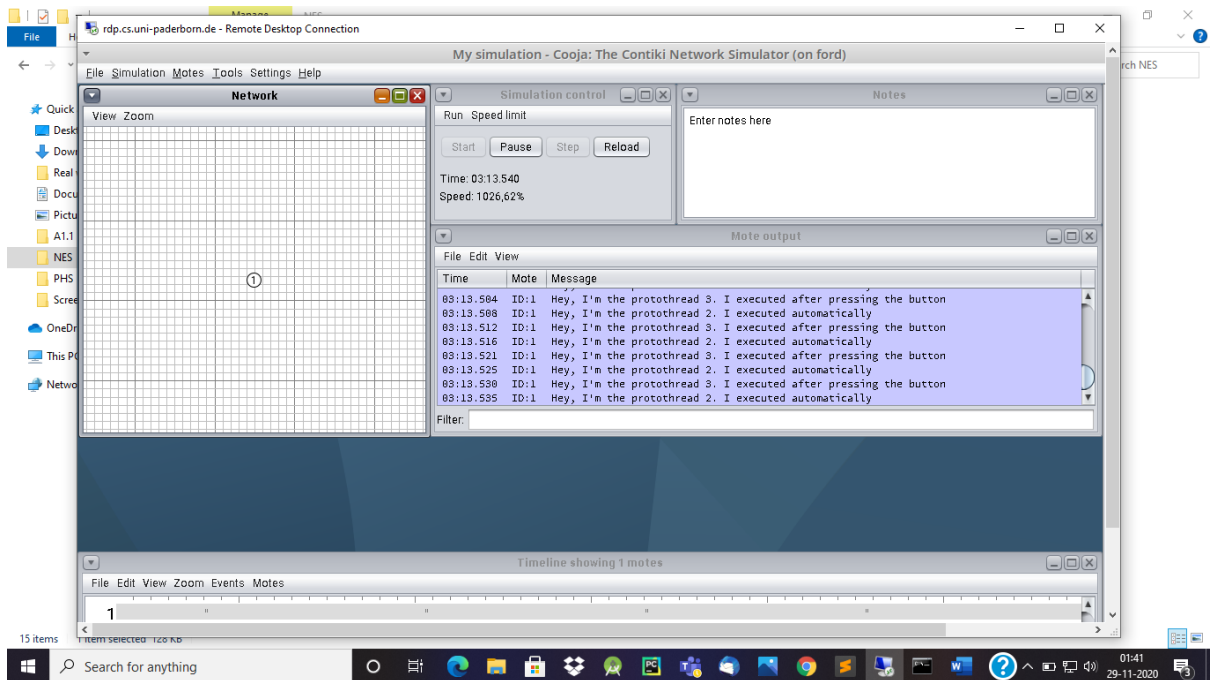 Manage NES
File H
rdp.cs.uni-paderborn.de - Remote Desktop Connection
rch NES
My simulation - Cooja: The Contiki Network Simulator (on ford)
File Simulation Motes Tools Settings Help
Quick
Desk
Dow
Real
Docu
Pictu
A1.1
NES
PHS
Scree
OneDr
This PC
Netwo
Network
View Zoom
1
Simulation control
Run Speed limit
Start Pause Step Reload
Time: 03:13.540
Speed: 1026,62%
Notes
Enter notes here
Mote output
File Edit View
Time Mote Message
03:13.504 ID:1 Hey, I'm the protothread 3. I executed after pressing the button
03:13.508 ID:1 Hey, I'm the protothread 2. I executed automatically
03:13.512 ID:1 Hey, I'm the protothread 3. I executed after pressing the button
03:13.516 ID:1 Hey, I'm the protothread 2. I executed automatically
03:13.521 ID:1 Hey, I'm the protothread 3. I executed after pressing the button
03:13.525 ID:1 Hey, I'm the protothread 2. I executed automatically
03:13.530 ID:1 Hey, I'm the protothread 3. I executed after pressing the button
03:13.535 ID:1 Hey, I'm the protothread 2. I executed automatically
Filter:
Timeline showing 1 motes
File Edit View Zoom Events Motes
1
15 items 1 item selected 128 KB
Search for anything
PC
W
01:41
29-11-2020
3